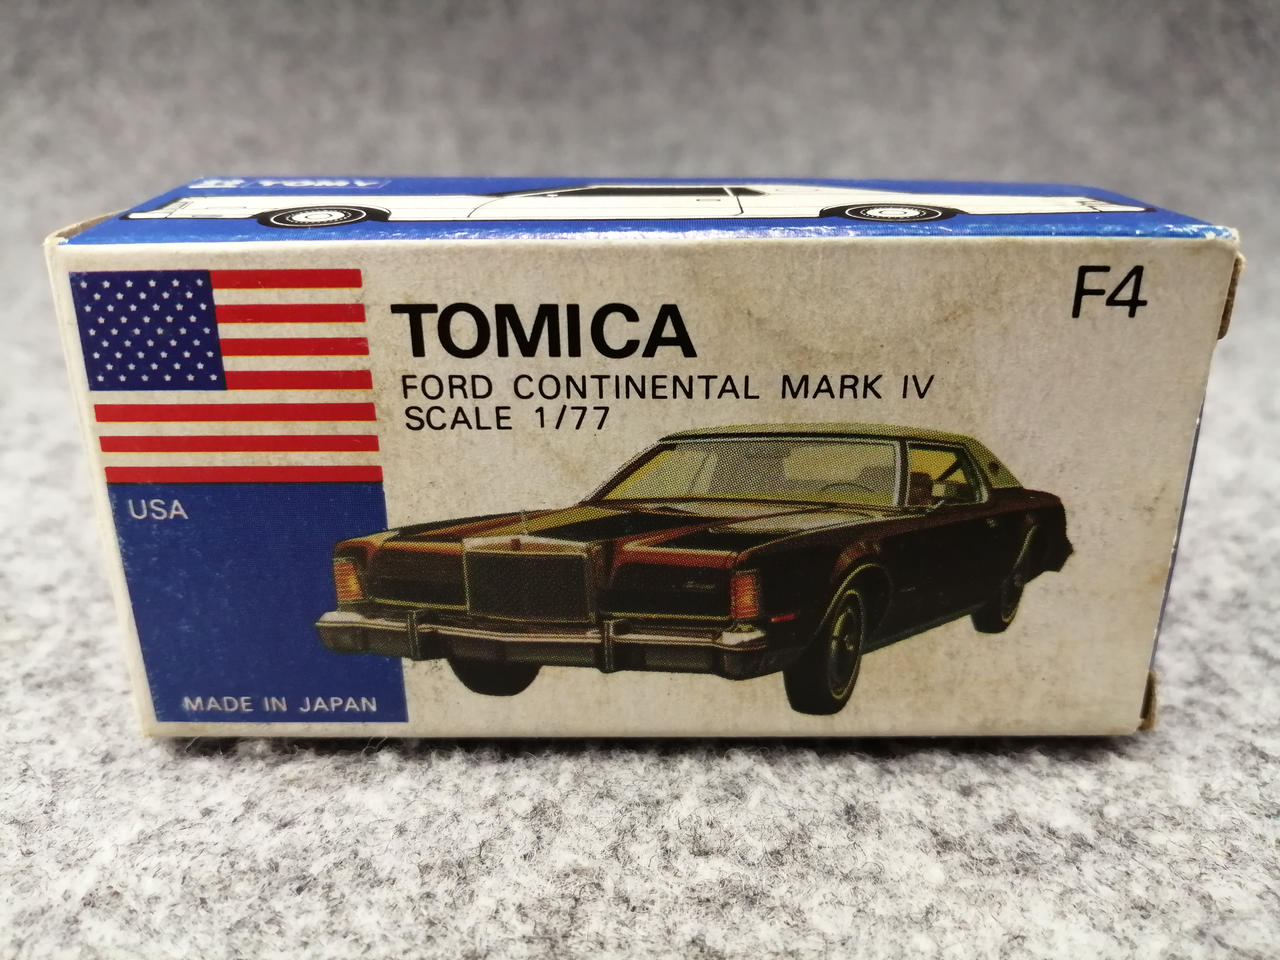 TOMY
F4
TOMICA
FORD CONTINENTAL MARK IV
SCALE 1/77
USA
MADE IN JAPAN